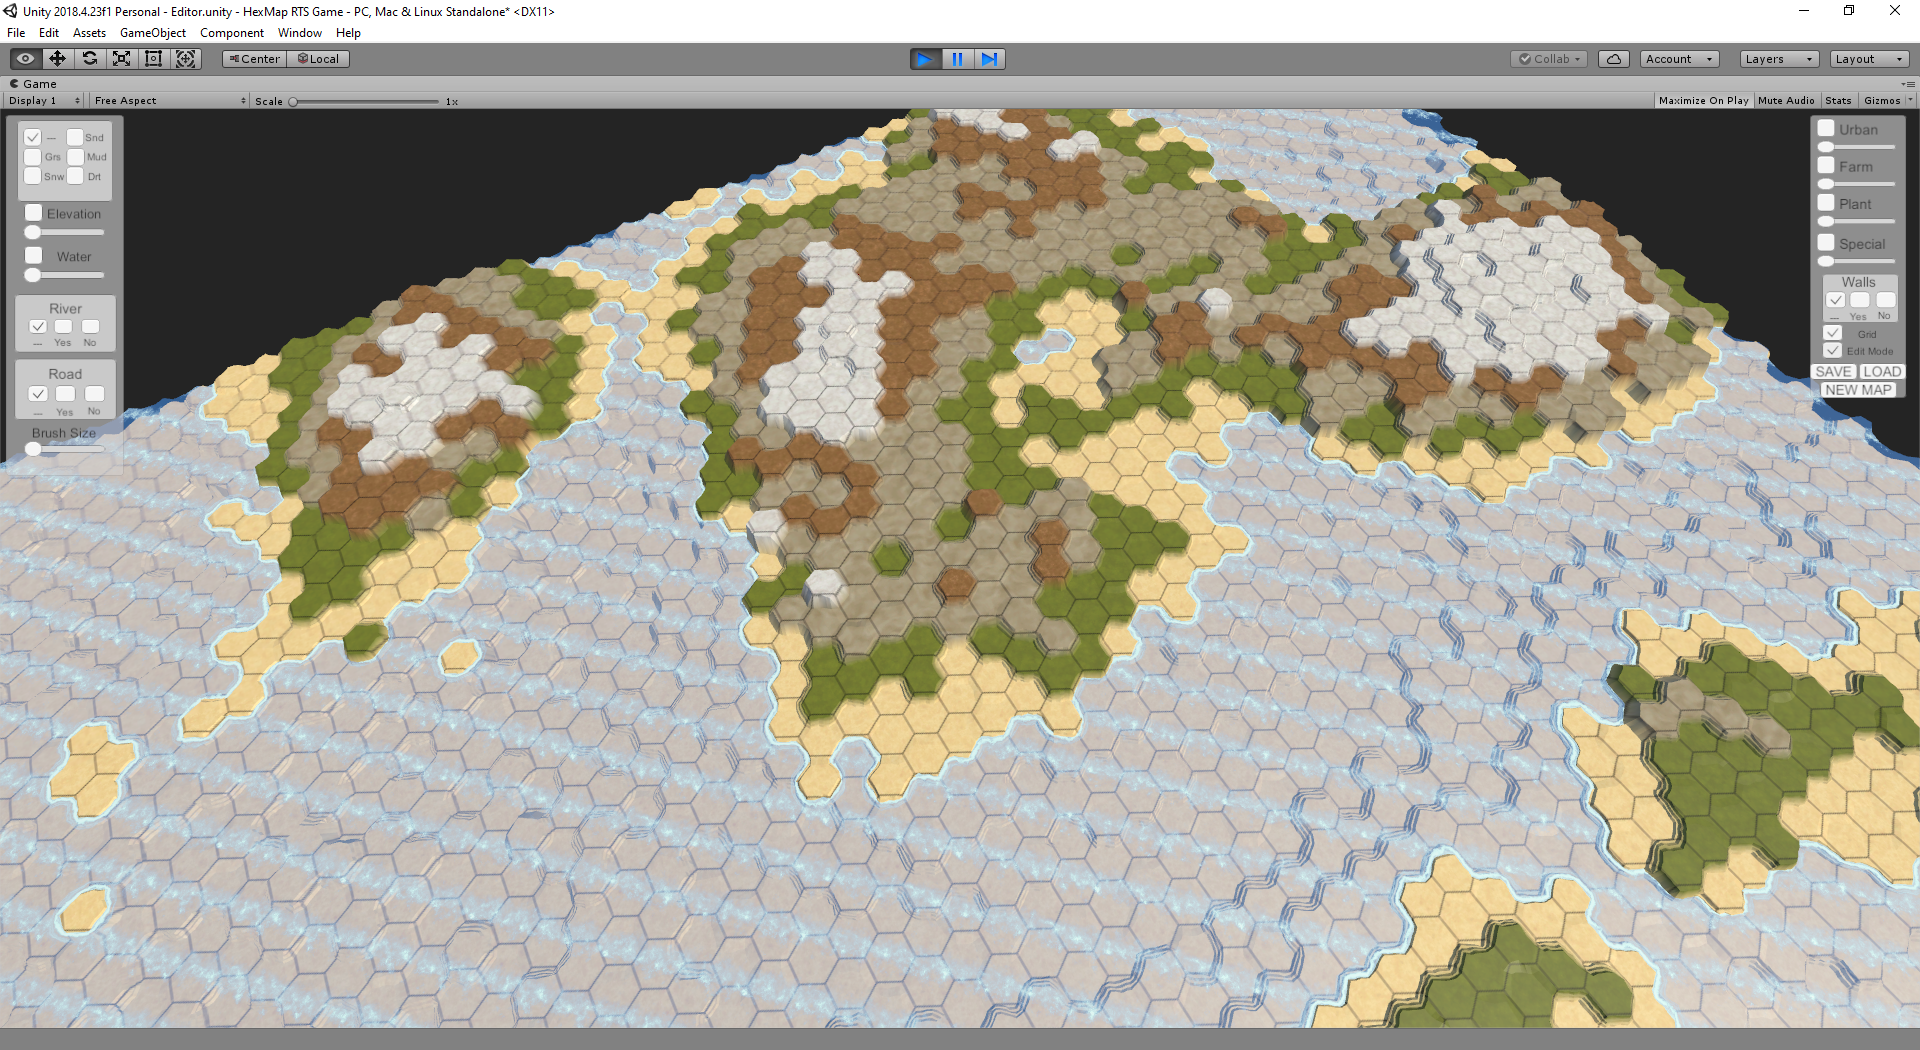 Unity 2018.4.23f1 Personal - Editor.unity - HexMap RTS Game - PC, Mac & Linux Standalone* <DX11>
File Edit Assets GameObject Component Window Help
Center Local Collab Account Layers Layout
Game
Display 1 Free Aspect Scale 1x Maximize On Play Mute Audio Stats Gizmos
--- Snd
Grs Mud
Snw Drt
Elevation
Water
River
--- Yes No
Road
--- Yes No
Brush Size
Urban
Farm
Plant
Special
Walls
--- Yes No
Grid
Edit Mode
SAVE LOAD
NEW MAP